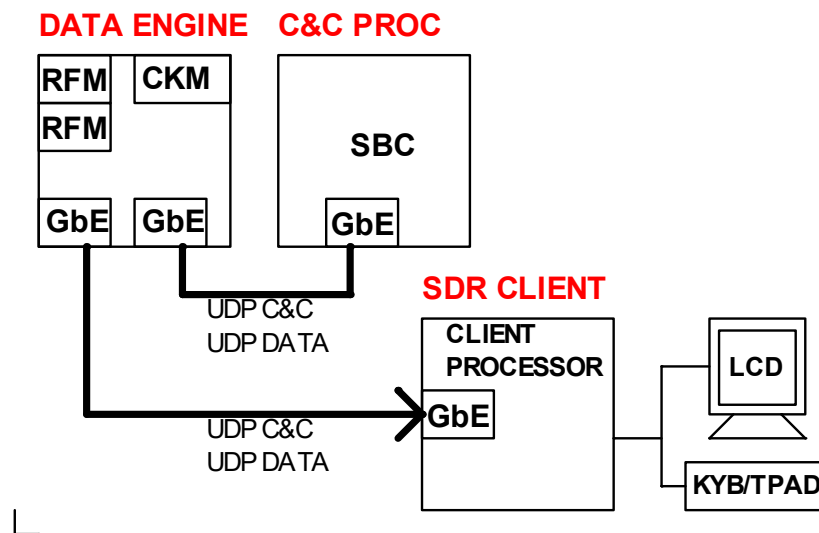 DATA ENGINE
C&C PROC
RFM
CKM
RFM
SBC
GbE
GbE
GbE
UDP C&C
UDP DATA
SDR CLIENT
CLIENT
PROCESSOR
LCD
GbE
UDP C&C
UDP DATA
KYB/TPAD